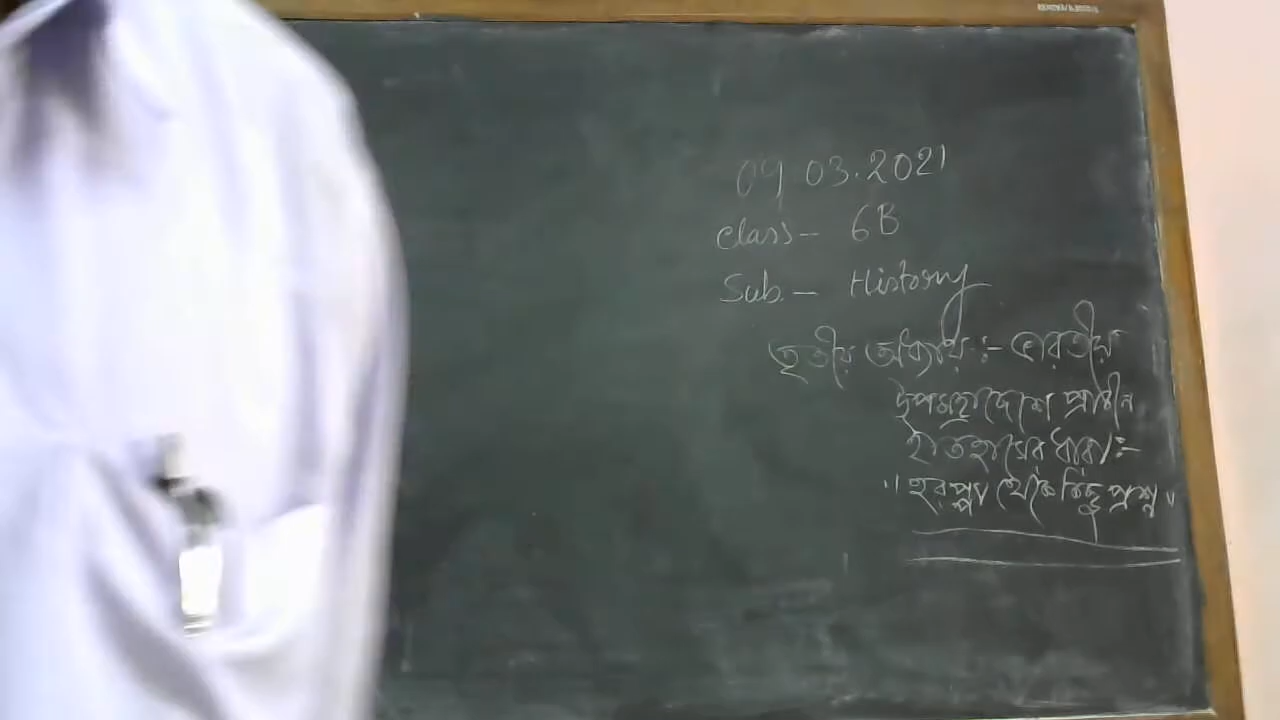 09 03.2021
Class - 6B
Sub. - History
তৃতীয় অধ্যায় :- ভারতীয়
উপমহাদেশে প্রাচীন
ইতিহাসের ধারা :-
"হরপ্পা থেকে কিছু প্রশ্ন"